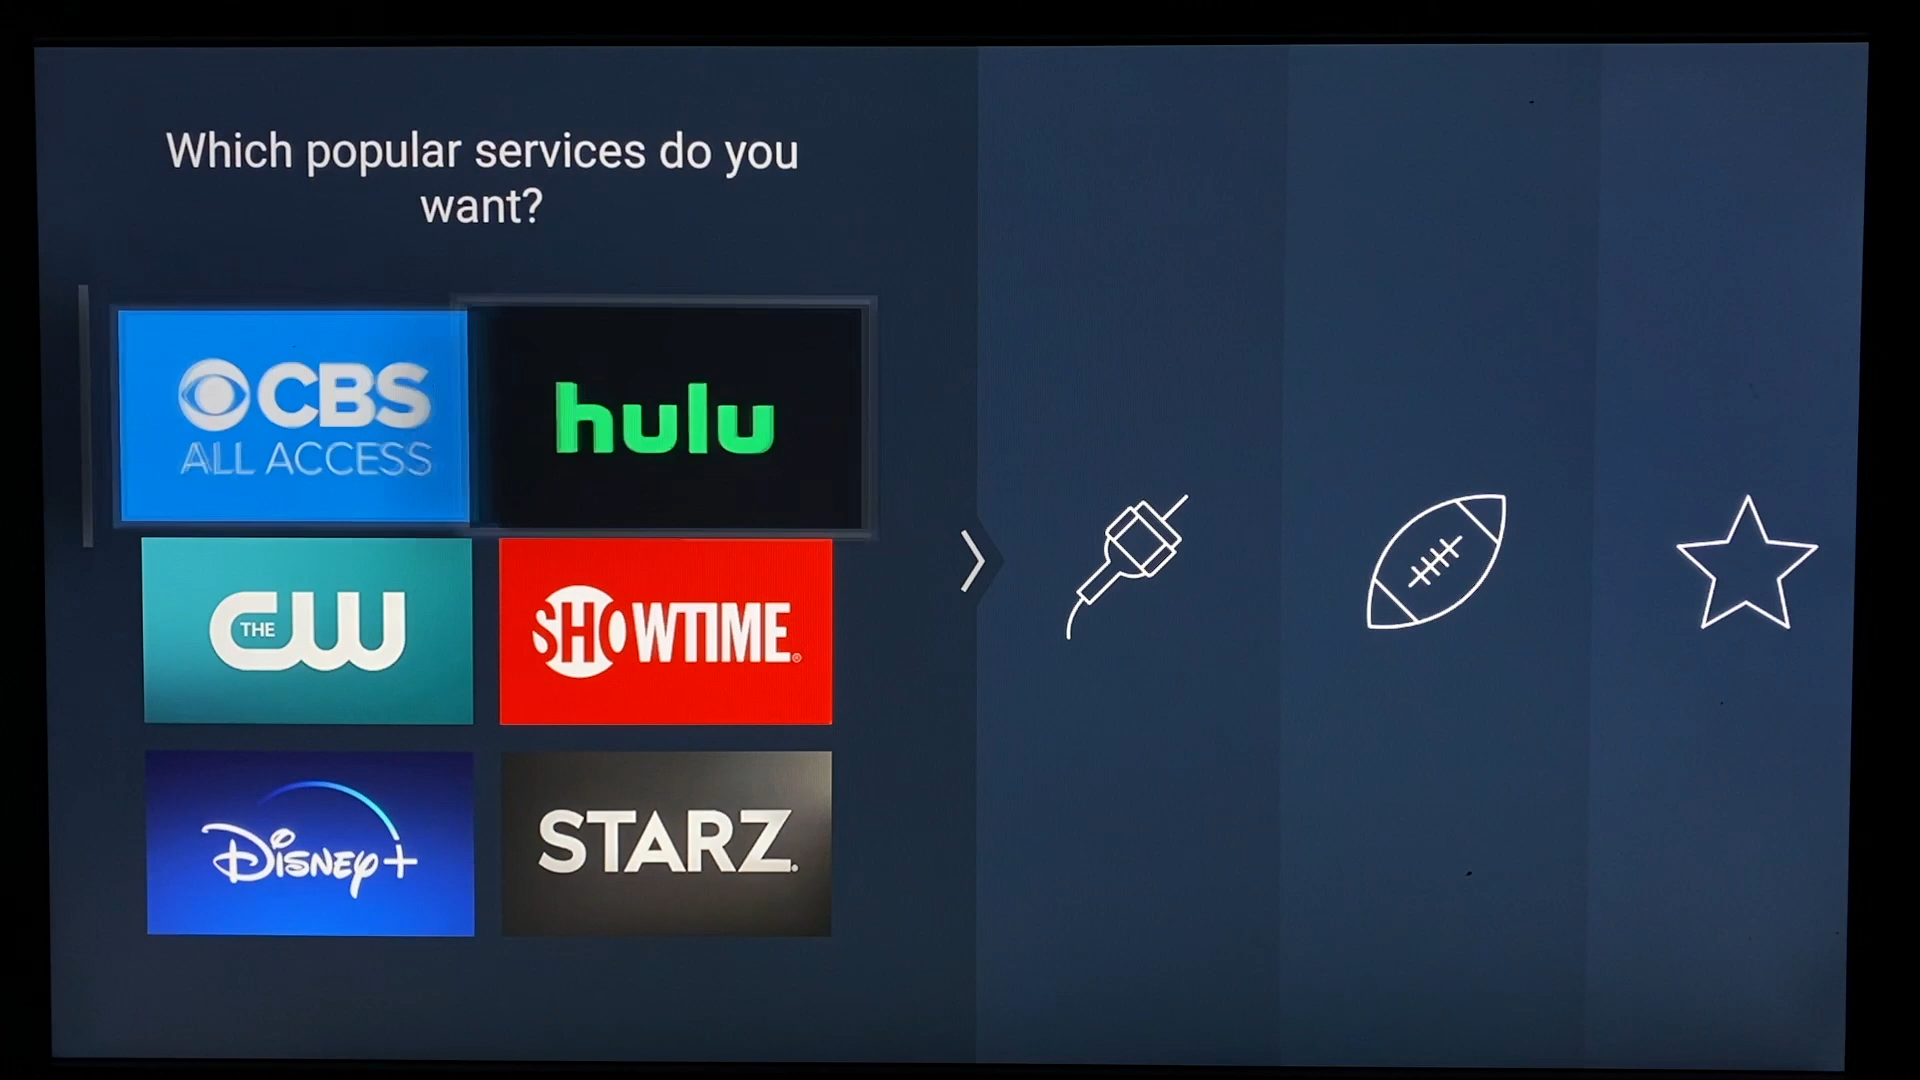 Which popular services do you
want?
CBS
ALL ACCESS
hulu
THE CW
SHOWTIME®
Disney+
STARZ